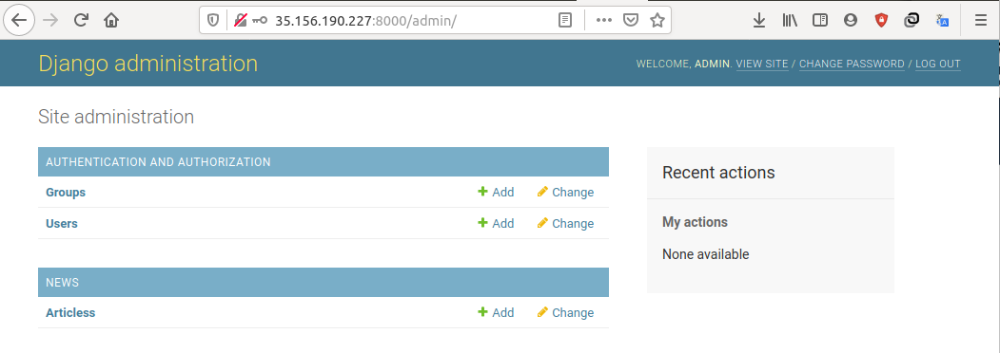 35.156.190.227:8000/admin/
Django administration
WELCOME, ADMIN. VIEW SITE / CHANGE PASSWORD / LOG OUT
Site administration
AUTHENTICATION AND AUTHORIZATION
Groups Add Change
Users Add Change
NEWS
Articless Add Change
Recent actions
My actions
None available